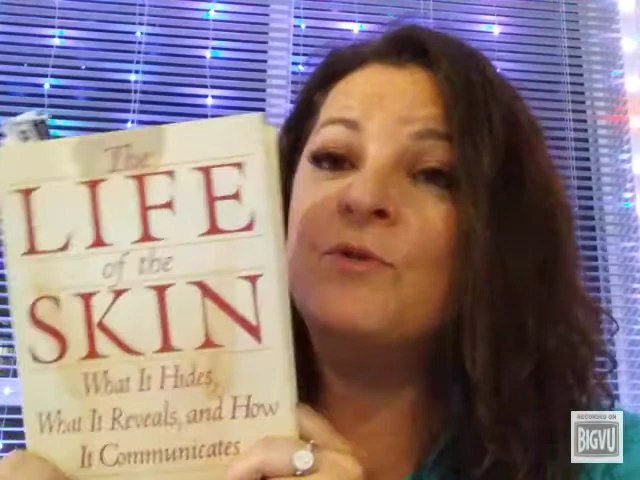 The
LIFE
of the
SKIN
What It Hides,
What It Reveals, and How
It Communicates
RECORDED ON
BIGVU